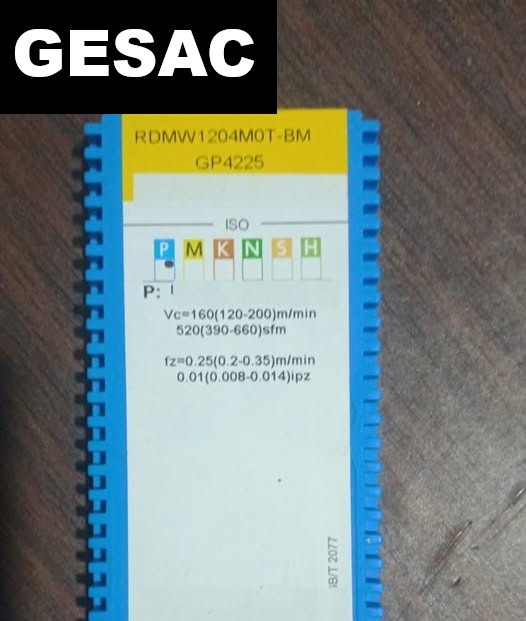 GESAC
RDMW1204M0T-BM
GP4225
ISO
P M K N S H
P:
Vc=160(120-200)m/min
520(390-660)sfm
fz=0.25(0.2-0.35)m/min
0.01(0.008-0.014)ipz